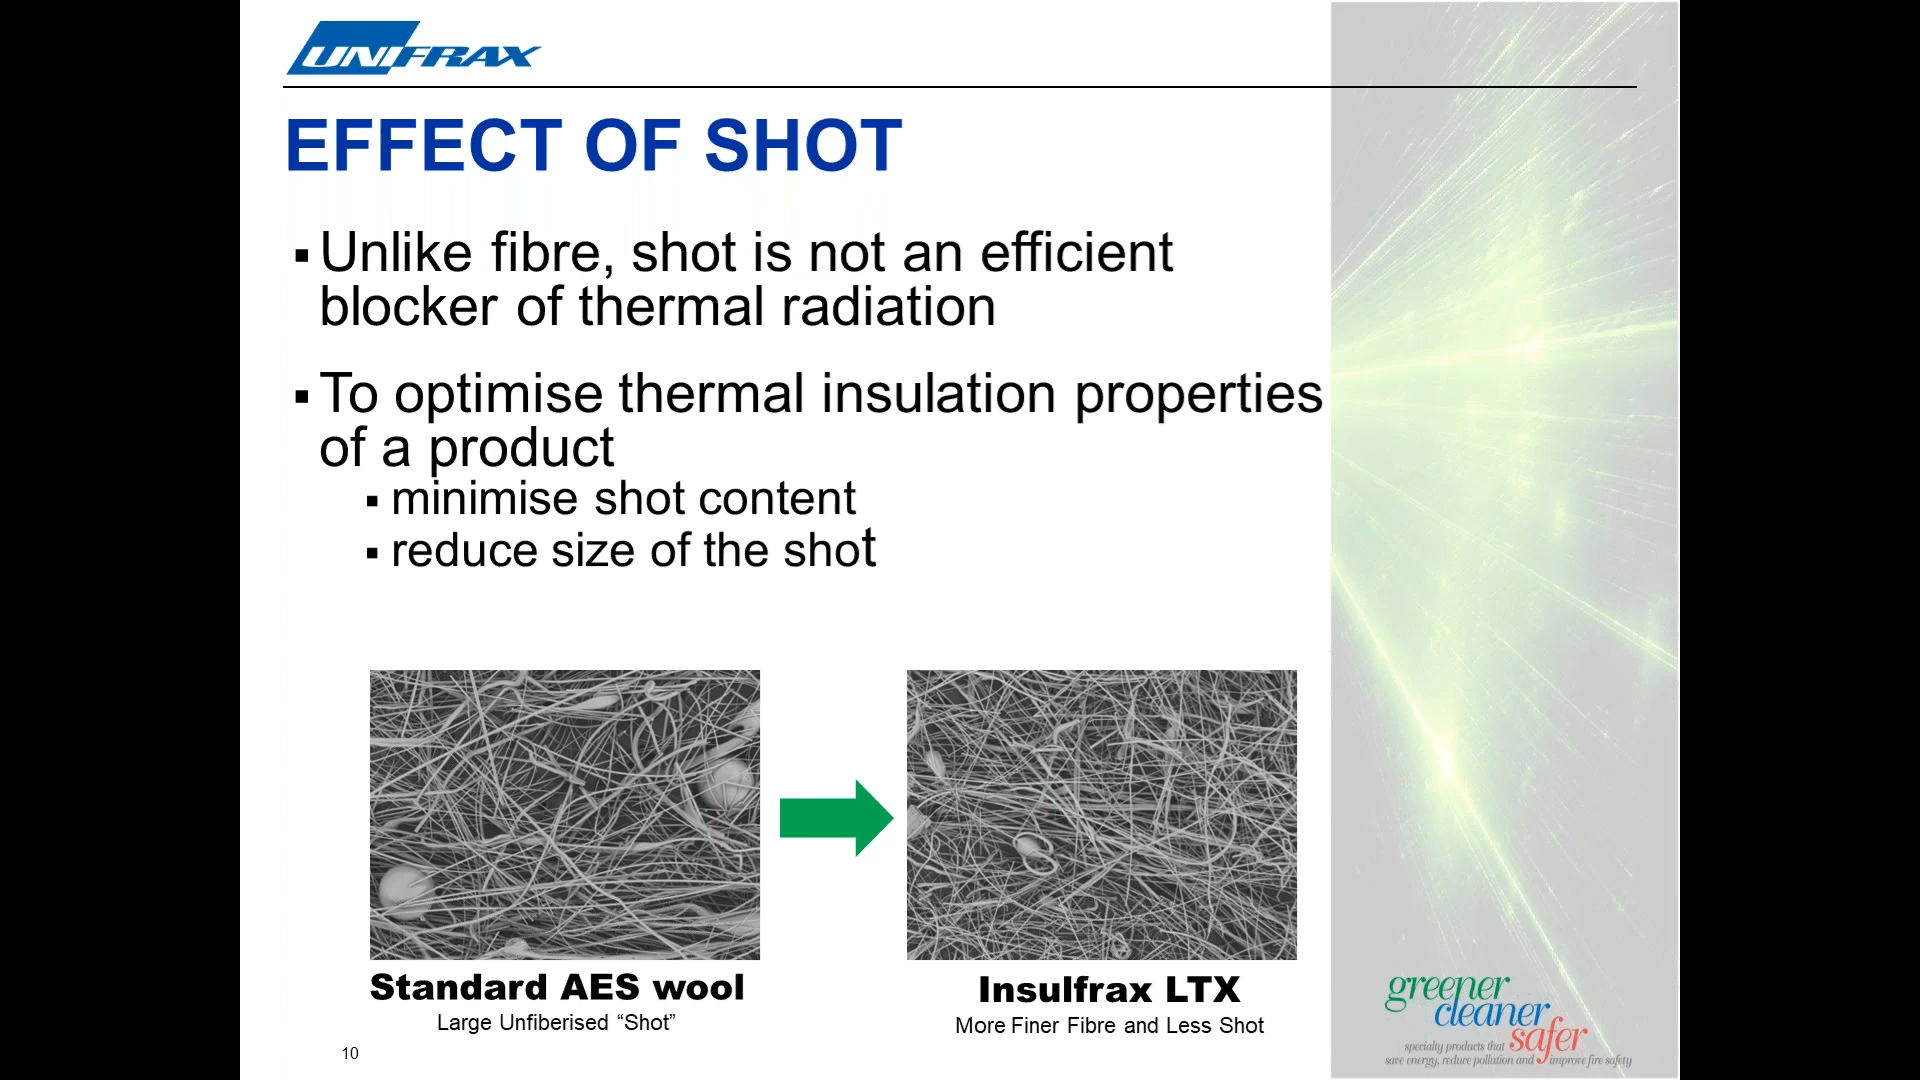 UNIFRAX
EFFECT OF SHOT
▪ Unlike fibre, shot is not an efficient
blocker of thermal radiation
▪ To optimise thermal insulation properties
of a product
▪ minimise shot content
▪ reduce size of the shot
Standard AES wool
Large Unfiberised “Shot”
Insulfrax LTX
More Finer Fibre and Less Shot
10
greener
cleaner
safer
specialty products that
save energy, reduce pollution and improve fire safety